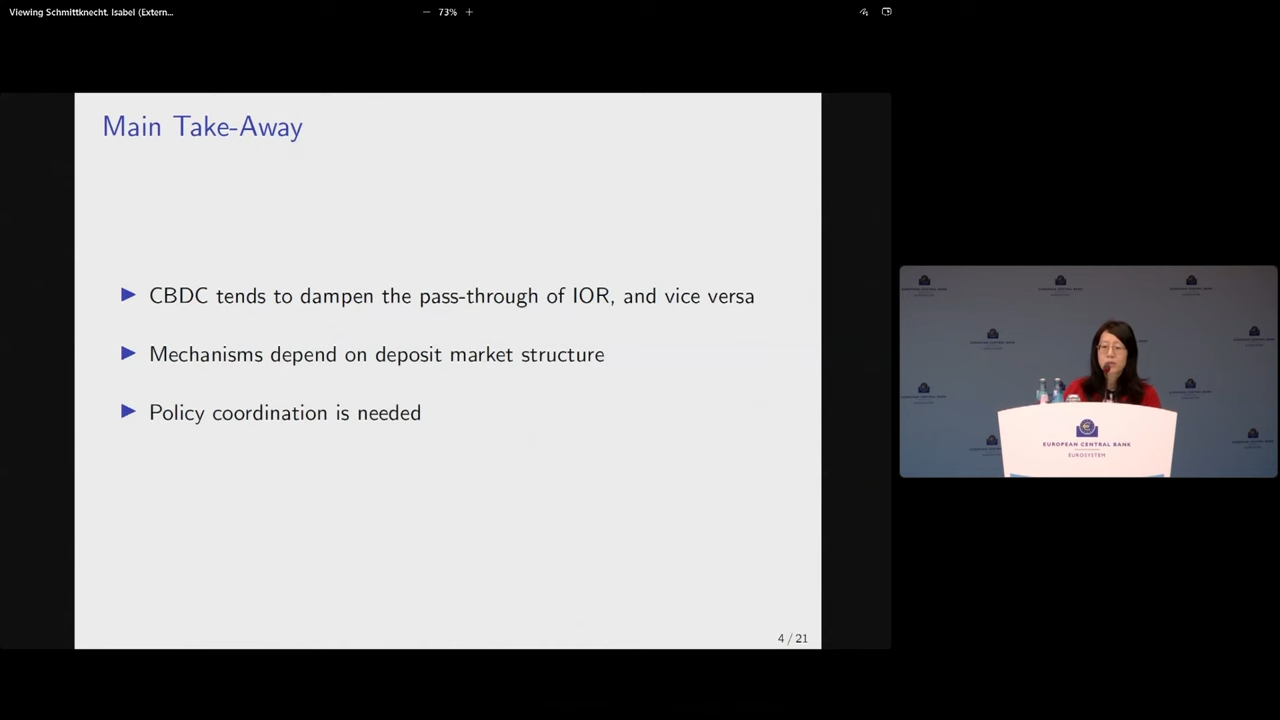 Viewing Schmittknecht, Isabel (Extern...
− 73% +
Main Take-Away
CBDC tends to dampen the pass-through of IOR, and vice versa
Mechanisms depend on deposit market structure
Policy coordination is needed
4 / 21
EUROPEAN CENTRAL BANK
EUROSYSTEM